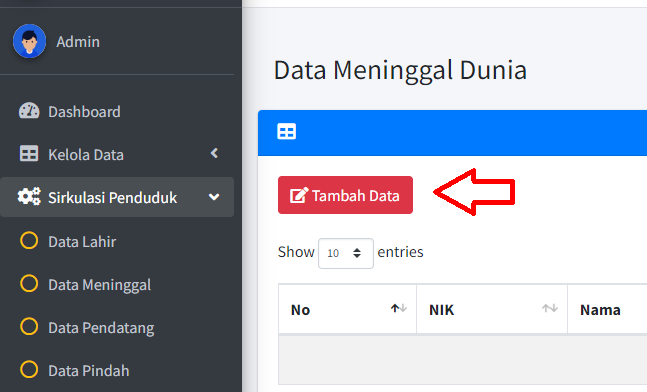 Admin
Dashboard
Kelola Data
Sirkulasi Penduduk
Data Lahir
Data Meninggal
Data Pendatang
Data Pindah
Data Meninggal Dunia
Tambah Data
Show 10 entries
No NIK Nama